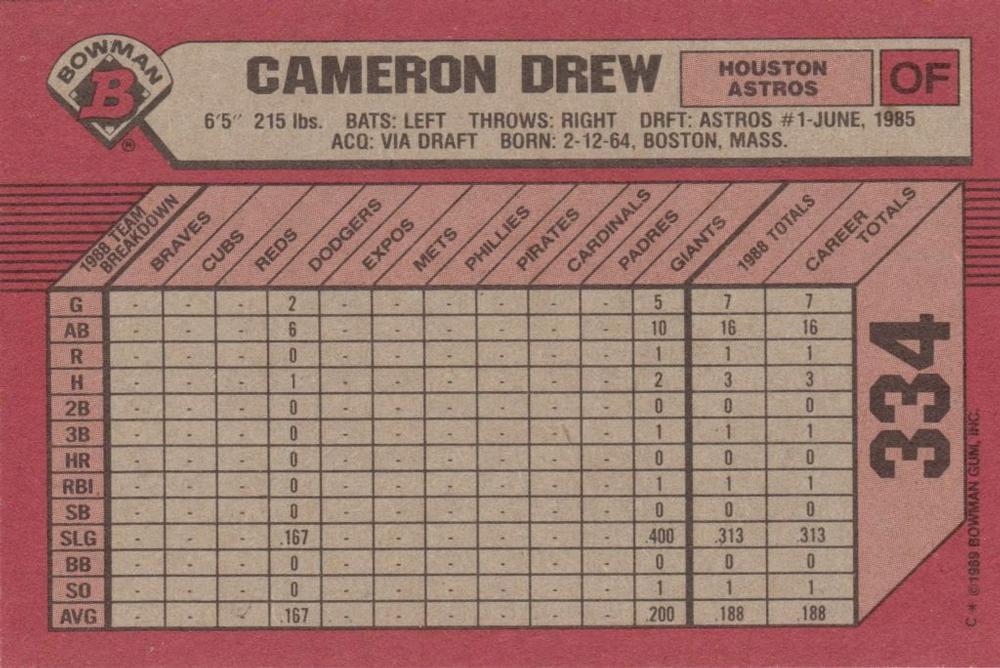 BOWMAN
B
®
CAMERON DREW
HOUSTON
ASTROS
OF
6'5" 215 lbs. BATS: LEFT THROWS: RIGHT DRFT: ASTROS #1-JUNE, 1985
ACQ: VIA DRAFT BORN: 2-12-64, BOSTON, MASS.
1988 TEAM BREAKDOWN BRAVES CUBS REDS DODGERS EXPOS METS PHILLIES PIRATES CARDINALS PADRES GIANTS 1988 TOTALS CAREER TOTALS
G - - - 2 - - - - - - 5 7 7
AB - - - 6 - - - - - - 10 16 16
R - - - 0 - - - - - - 1 1 1
H - - - 1 - - - - - - 2 3 3
2B - - - 0 - - - - - - 0 0 0
3B - - - 0 - - - - - - 1 1 1
HR - - - 0 - - - - - - 0 0 0
RBI - - - 0 - - - - - - 1 1 1
SB - - - 0 - - - - - - 0 0 0
SLG - - - .167 - - - - - - .400 .313 .313
BB - - - 0 - - - - - - 0 0 0
SO - - - 0 - - - - - - 1 1 1
AVG - - - .167 - - - - - - .200 .188 .188
334
C * ©1989 BOWMAN GUM, INC.